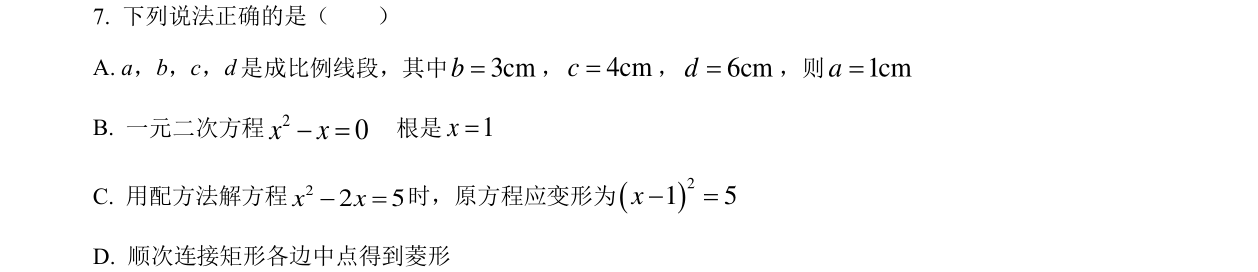 7. 下列说法正确的是（　　）
A. a，b，c，d 是成比例线段，其中 b = 3cm，c = 4cm，d = 6cm，则 a = 1cm
B. 一元二次方程 x² − x = 0　根是 x = 1
C. 用配方法解方程 x² − 2x = 5 时，原方程应变形为 (x − 1)² = 5
D. 顺次连接矩形各边中点得到菱形